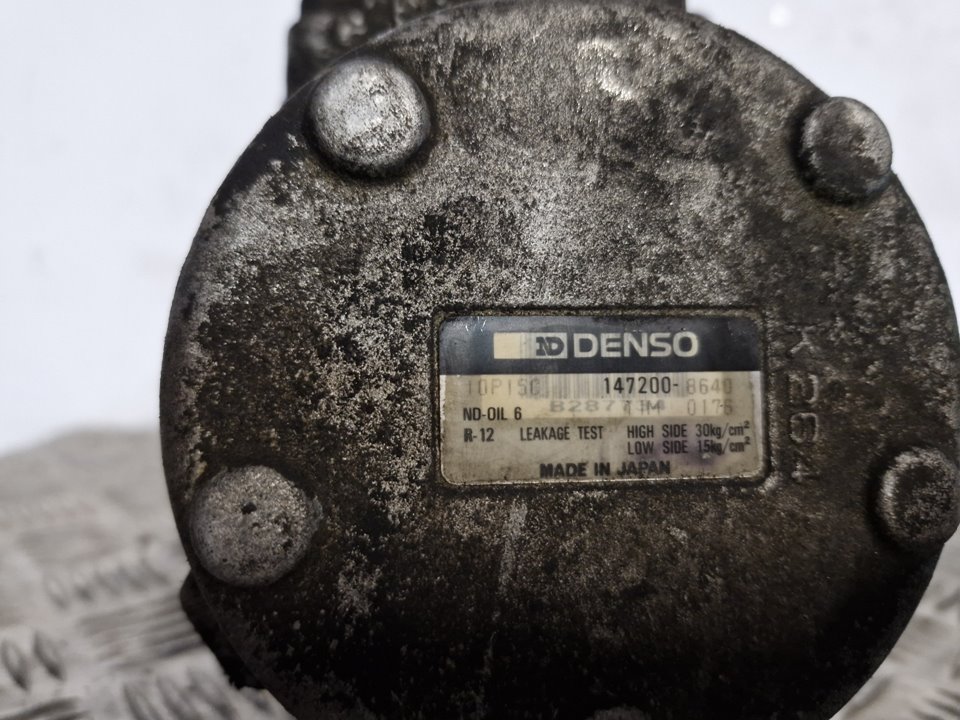 ND DENSO
10P15C 147200-8640
ND-OIL 6
R-12 LEAKAGE TEST HIGH SIDE 30kg/cm²
LOW SIDE 15kg/cm²
MADE IN JAPAN